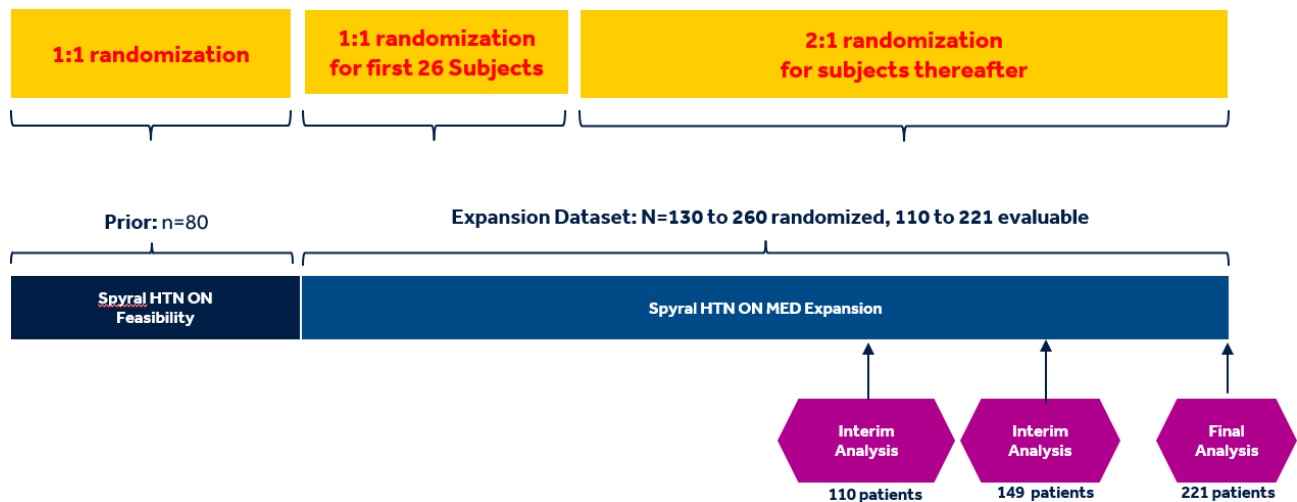 1:1 randomization
1:1 randomization
for first 26 Subjects
2:1 randomization
for subjects thereafter
Prior: n=80
Expansion Dataset: N=130 to 260 randomized, 110 to 221 evaluable
Spyral HTN ON
Feasibility
Spyral HTN ON MED Expansion
Interim
Analysis
Interim
Analysis
Final
Analysis
110 patients
149 patients
221 patients